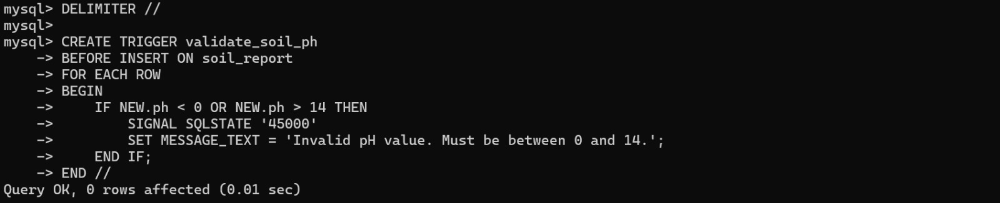 mysql> DELIMITER //
mysql>
mysql> CREATE TRIGGER validate_soil_ph
    -> BEFORE INSERT ON soil_report
    -> FOR EACH ROW
    -> BEGIN
    ->     IF NEW.ph < 0 OR NEW.ph > 14 THEN
    ->         SIGNAL SQLSTATE '45000'
    ->         SET MESSAGE_TEXT = 'Invalid pH value. Must be between 0 and 14.';
    ->     END IF;
    -> END //
Query OK, 0 rows affected (0.01 sec)